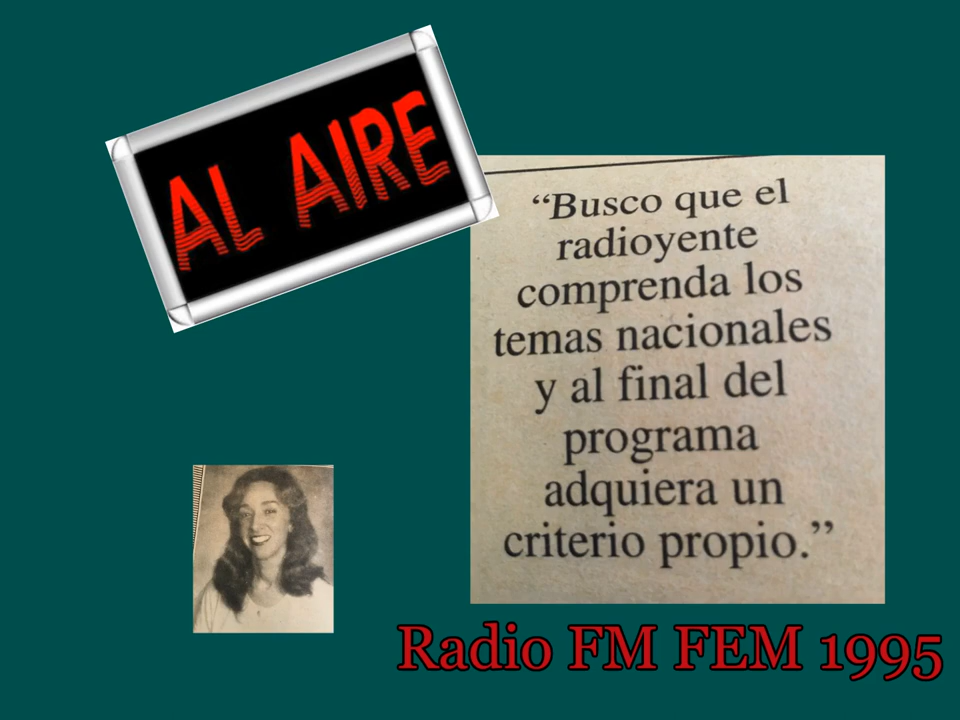 AL AIRE
“Busco que el
radioyente
comprenda los
temas nacionales
y al final del
programa
adquiera un
criterio propio.”
Radio FM FEM 1995